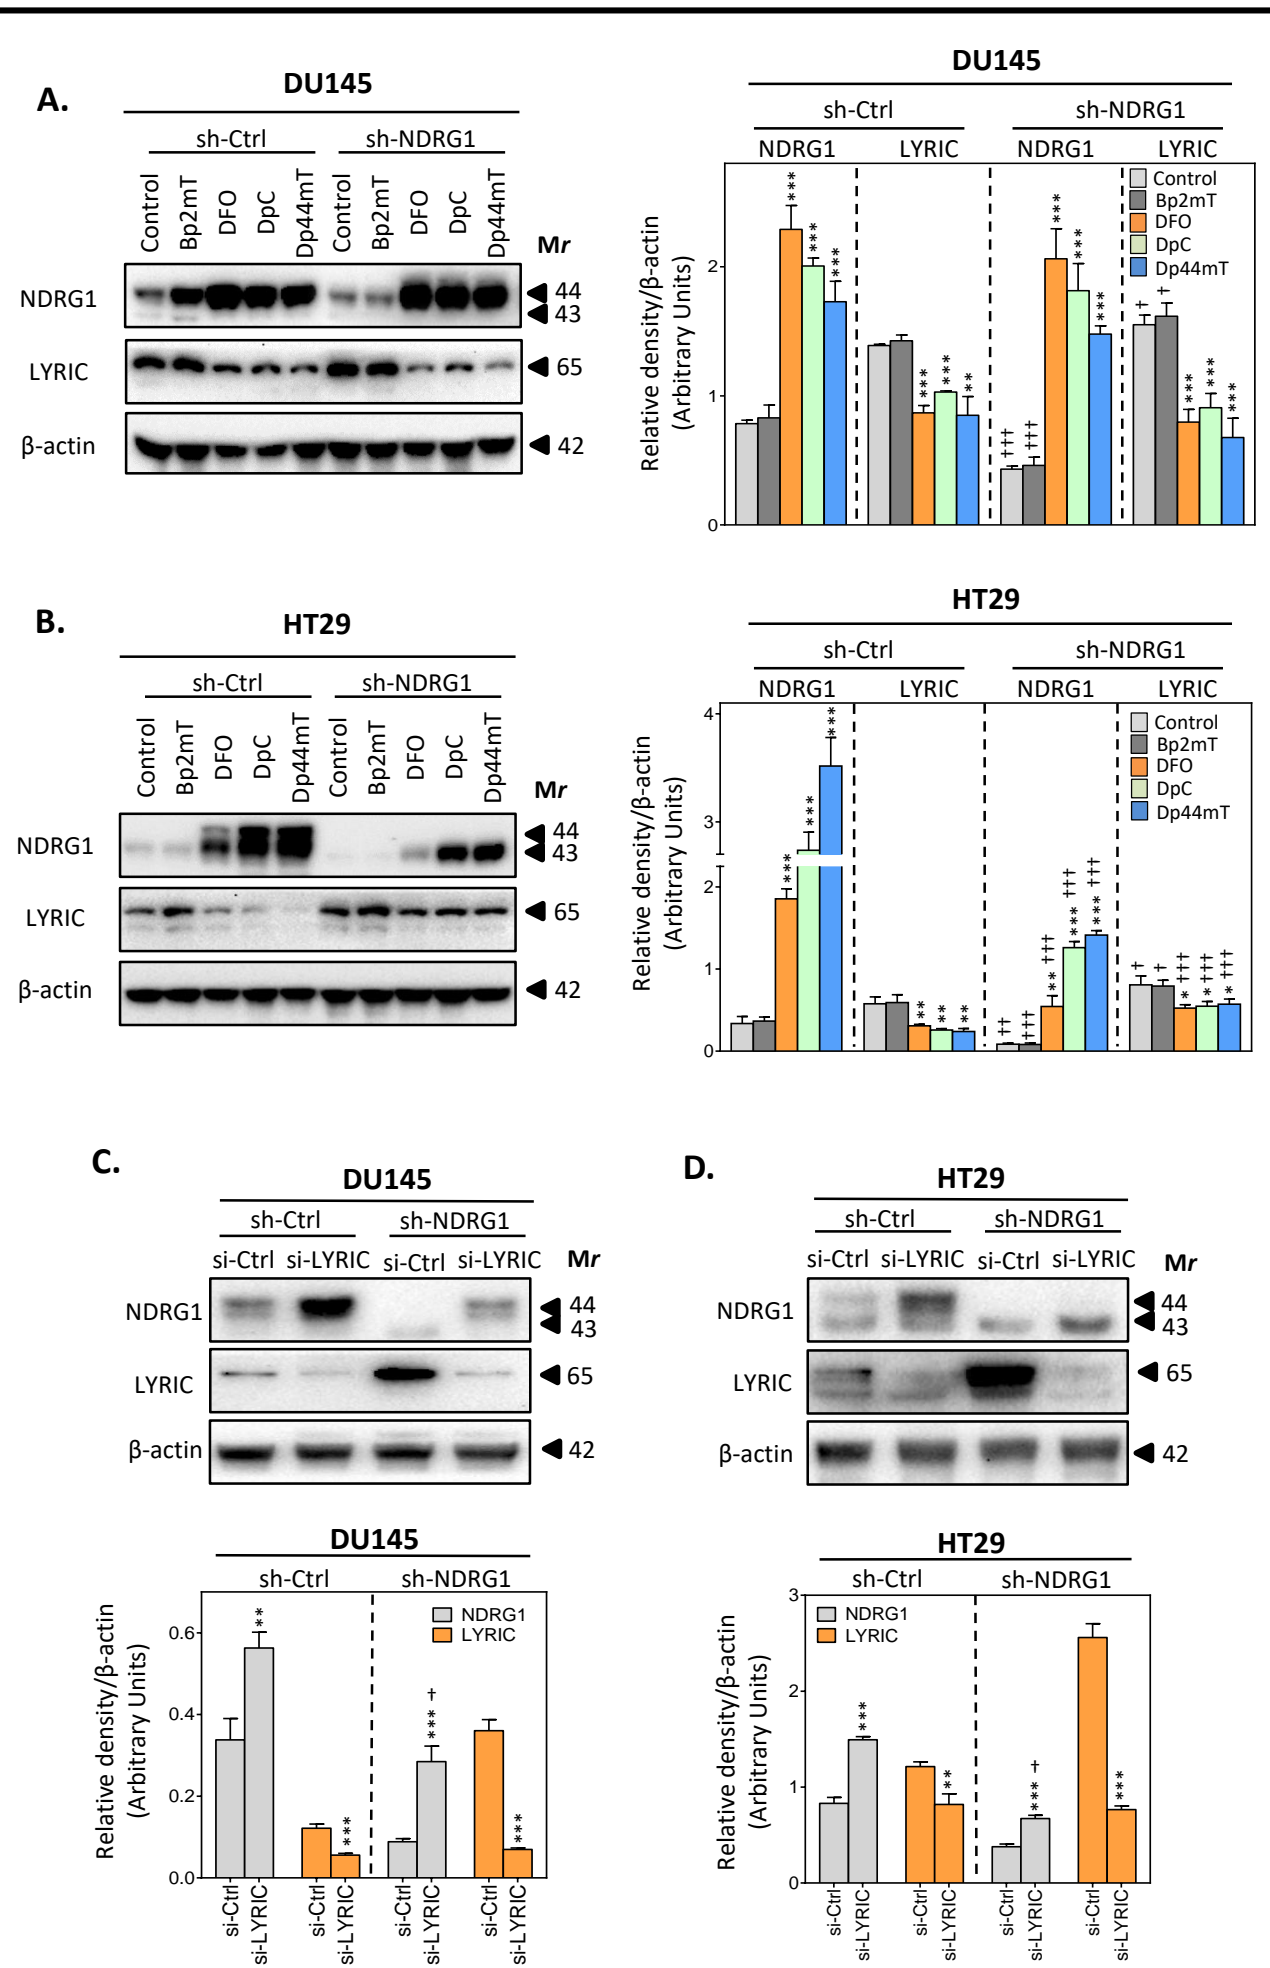 A.
DU145
sh-Ctrl sh-NDRG1
Control Bp2mT DFO DpC Dp44mT Control Bp2mT DFO DpC Dp44mT
Mr
NDRG1
44
43
LYRIC
65
β-actin
42
DU145
sh-Ctrl sh-NDRG1
NDRG1 LYRIC NDRG1 LYRIC
Relative density/β-actin
(Arbitrary Units)
2
1
0
Control
Bp2mT
DFO
DpC
Dp44mT
*** *** ***
*** *** **
††† ††† *** *** ***
† † *** *** ***
B.
HT29
sh-Ctrl sh-NDRG1
Control Bp2mT DFO DpC Dp44mT Control Bp2mT DFO DpC Dp44mT
Mr
NDRG1
44
43
LYRIC
65
β-actin
42
HT29
sh-Ctrl sh-NDRG1
NDRG1 LYRIC NDRG1 LYRIC
Relative density/β-actin
(Arbitrary Units)
4
3
2
1
0
Control
Bp2mT
DFO
DpC
Dp44mT
*** *** ***
** ** **
†† ††† ** ††† *** ††† *** †††
† † * ††† * ††† * †††
C.
DU145
sh-Ctrl sh-NDRG1
si-Ctrl si-LYRIC si-Ctrl si-LYRIC Mr
NDRG1
44
43
LYRIC
65
β-actin
42
DU145
sh-Ctrl sh-NDRG1
Relative density/β-actin
(Arbitrary Units)
0.6
0.4
0.2
0.0
NDRG1
LYRIC
** *** *** † ***
si-Ctrl si-LYRIC si-Ctrl si-LYRIC si-Ctrl si-LYRIC si-Ctrl si-LYRIC
D.
HT29
sh-Ctrl sh-NDRG1
si-Ctrl si-LYRIC si-Ctrl si-LYRIC Mr
NDRG1
44
43
LYRIC
65
β-actin
42
HT29
sh-Ctrl sh-NDRG1
Relative density/β-actin
(Arbitrary Units)
3
2
1
0
NDRG1
LYRIC
*** ** *** † ***
si-Ctrl si-LYRIC si-Ctrl si-LYRIC si-Ctrl si-LYRIC si-Ctrl si-LYRIC